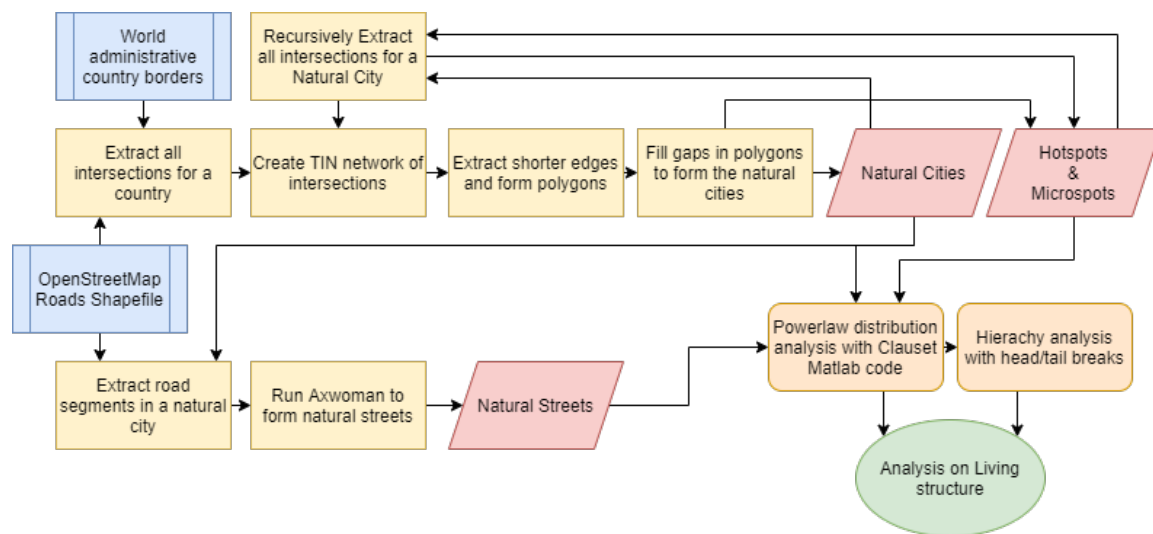 World
administrative
country borders
Recursively Extract
all intersections for a
Natural City
Extract all
intersections for a
country
Create TIN network of
intersections
Extract shorter edges
and form polygons
Fill gaps in polygons
to form the natural
cities
Natural Cities
Hotspots
&
Microspots
OpenStreetMap
Roads Shapefile
Powerlaw distribution
analysis with Clauset
Matlab code
Hierachy analysis
with head/tail breaks
Extract road
segments in a natural
city
Run Axwoman to
form natural streets
Natural Streets
Analysis on Living
structure